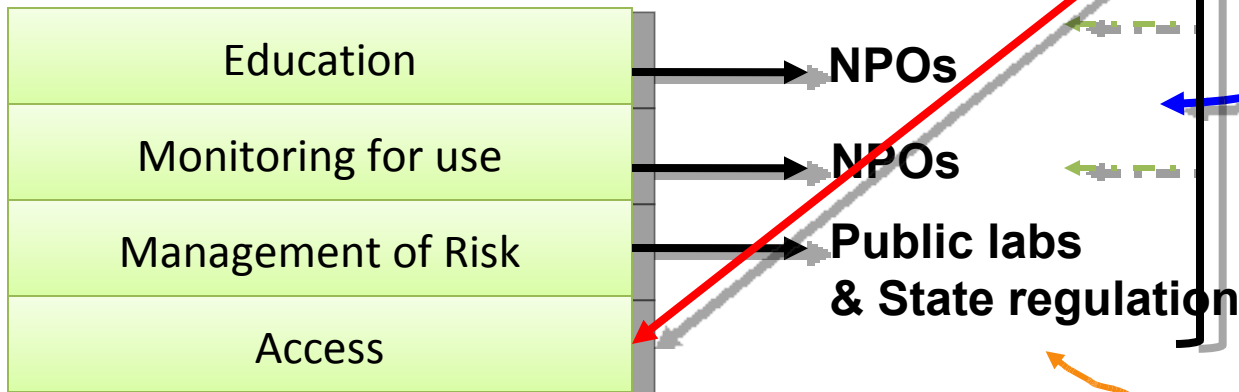 Education
NPOs
Monitoring for use
NPOs
Management of Risk
Public labs
& State regulation
Access